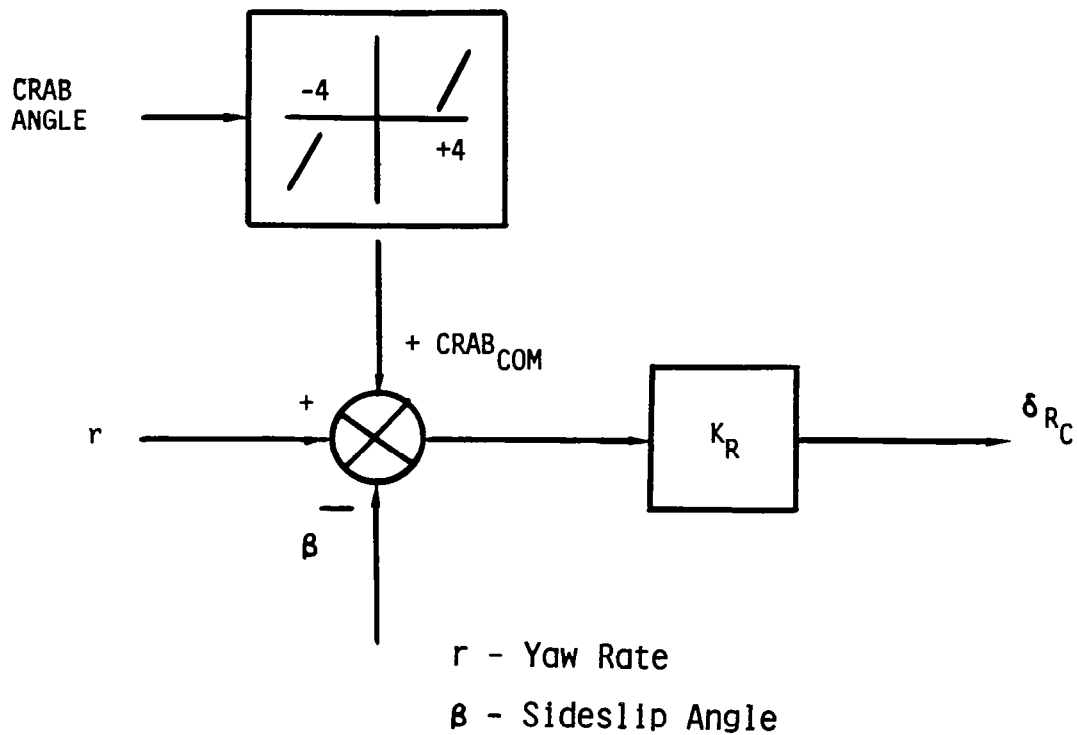 CRAB
ANGLE
-4
+4
+ CRAB_COM
+
r
K_R
δ_R_C
—
β
r - Yaw Rate
β - Sideslip Angle